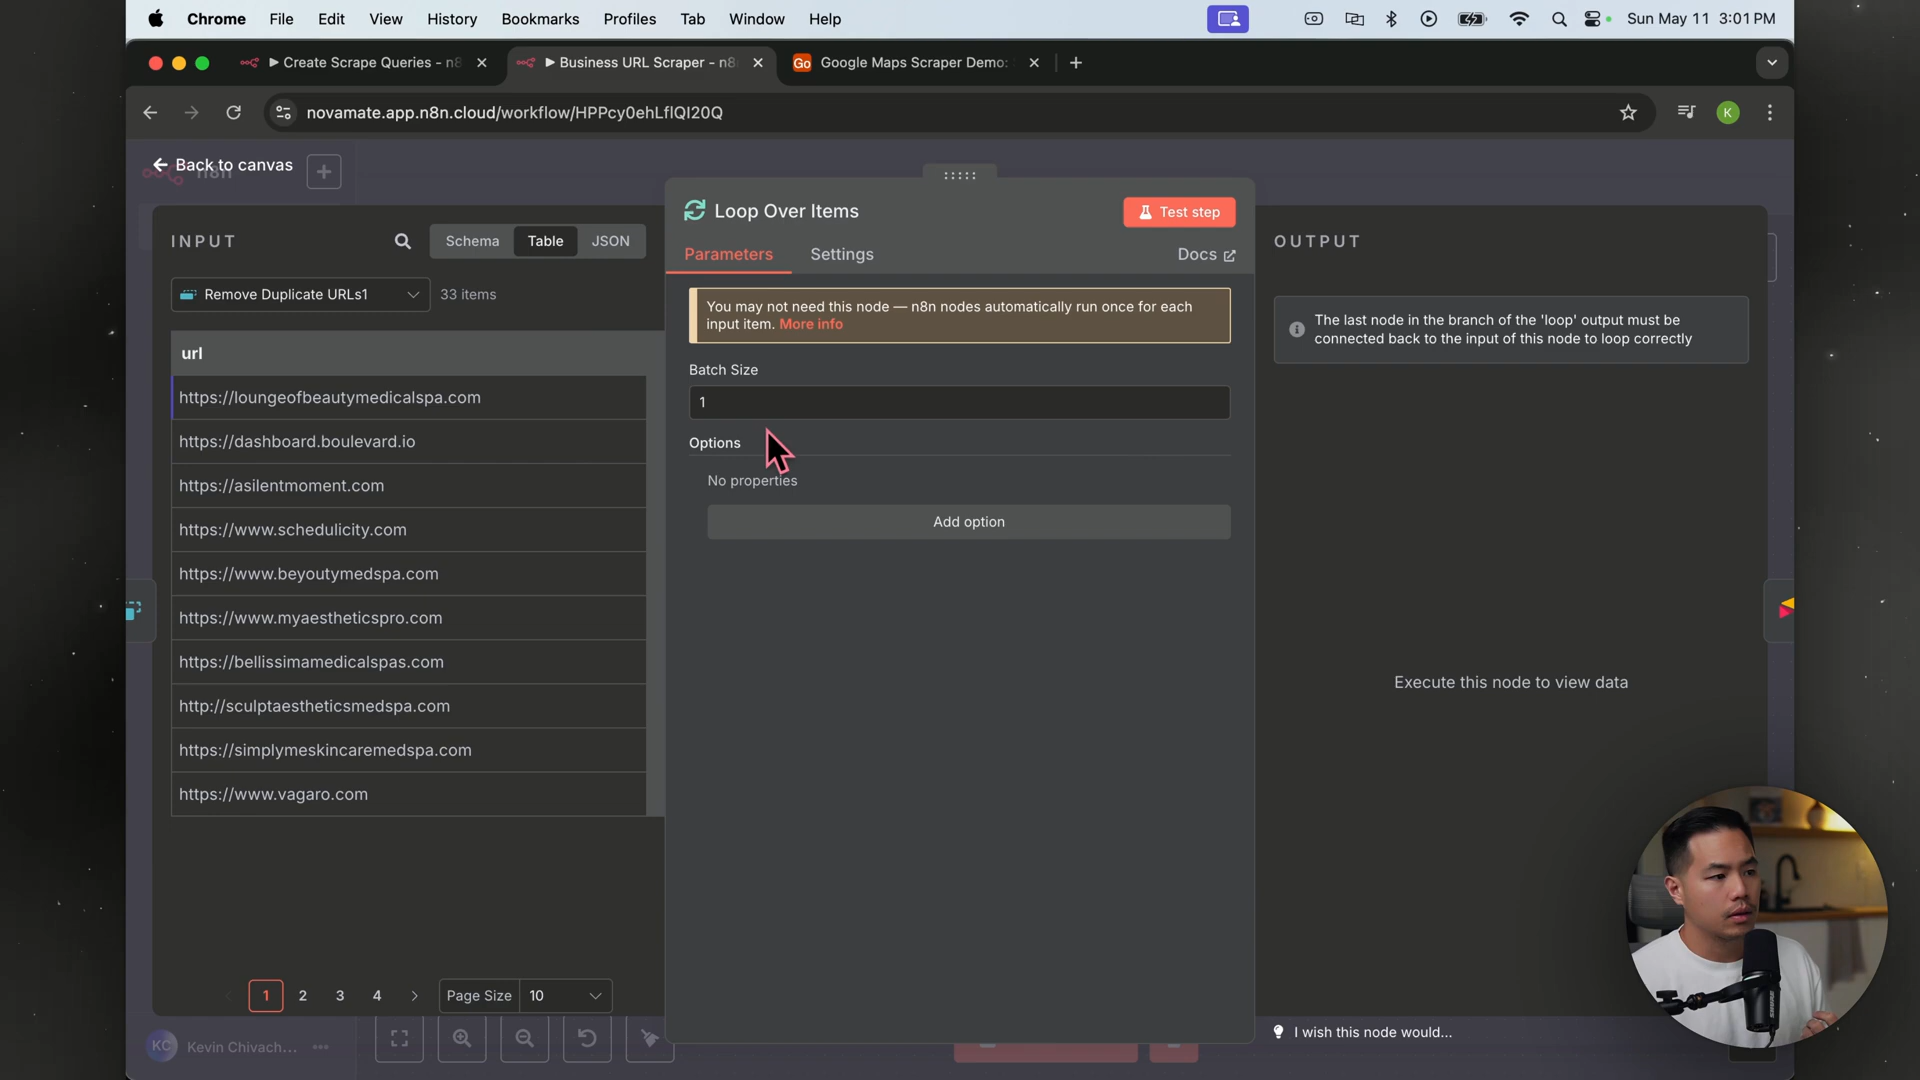 Chrome File Edit View History Bookmarks Profiles Tab Window Help Sun May 11 3:01 PM
Create Scrape Queries - n8 Business URL Scraper - n8 Go Google Maps Scraper Demo:
novamate.app.n8n.cloud/workflow/HPPcy0ehLflQI20Q K
Back to canvas
n8n
INPUT Schema Table JSON
Remove Duplicate URLs1 33 items
url
https://loungeofbeautymedicalspa.com
https://dashboard.boulevard.io
https://asilentmoment.com
https://www.schedulicity.com
https://www.beyoutymedspa.com
https://www.myaestheticspro.com
https://bellissimamedicalspas.com
http://sculptaestheticsmedspa.com
https://simplymeskincaremedspa.com
https://www.vagaro.com
1 2 3 4 Page Size 10
KC Kevin Chivach...
Loop Over Items Test step
Parameters Settings Docs
You may not need this node — n8n nodes automatically run once for each
input item. More info
Batch Size
1
Options
No properties
Add option
OUTPUT
The last node in the branch of the 'loop' output must be
connected back to the input of this node to loop correctly
Execute this node to view data
I wish this node would...